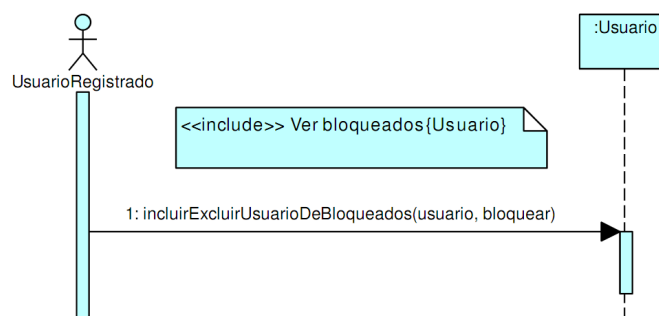 :Usuario
UsuarioRegistrado
<<include>> Ver bloqueados{Usuario}
1: incluirExcluirUsuarioDeBloqueados(usuario, bloquear)